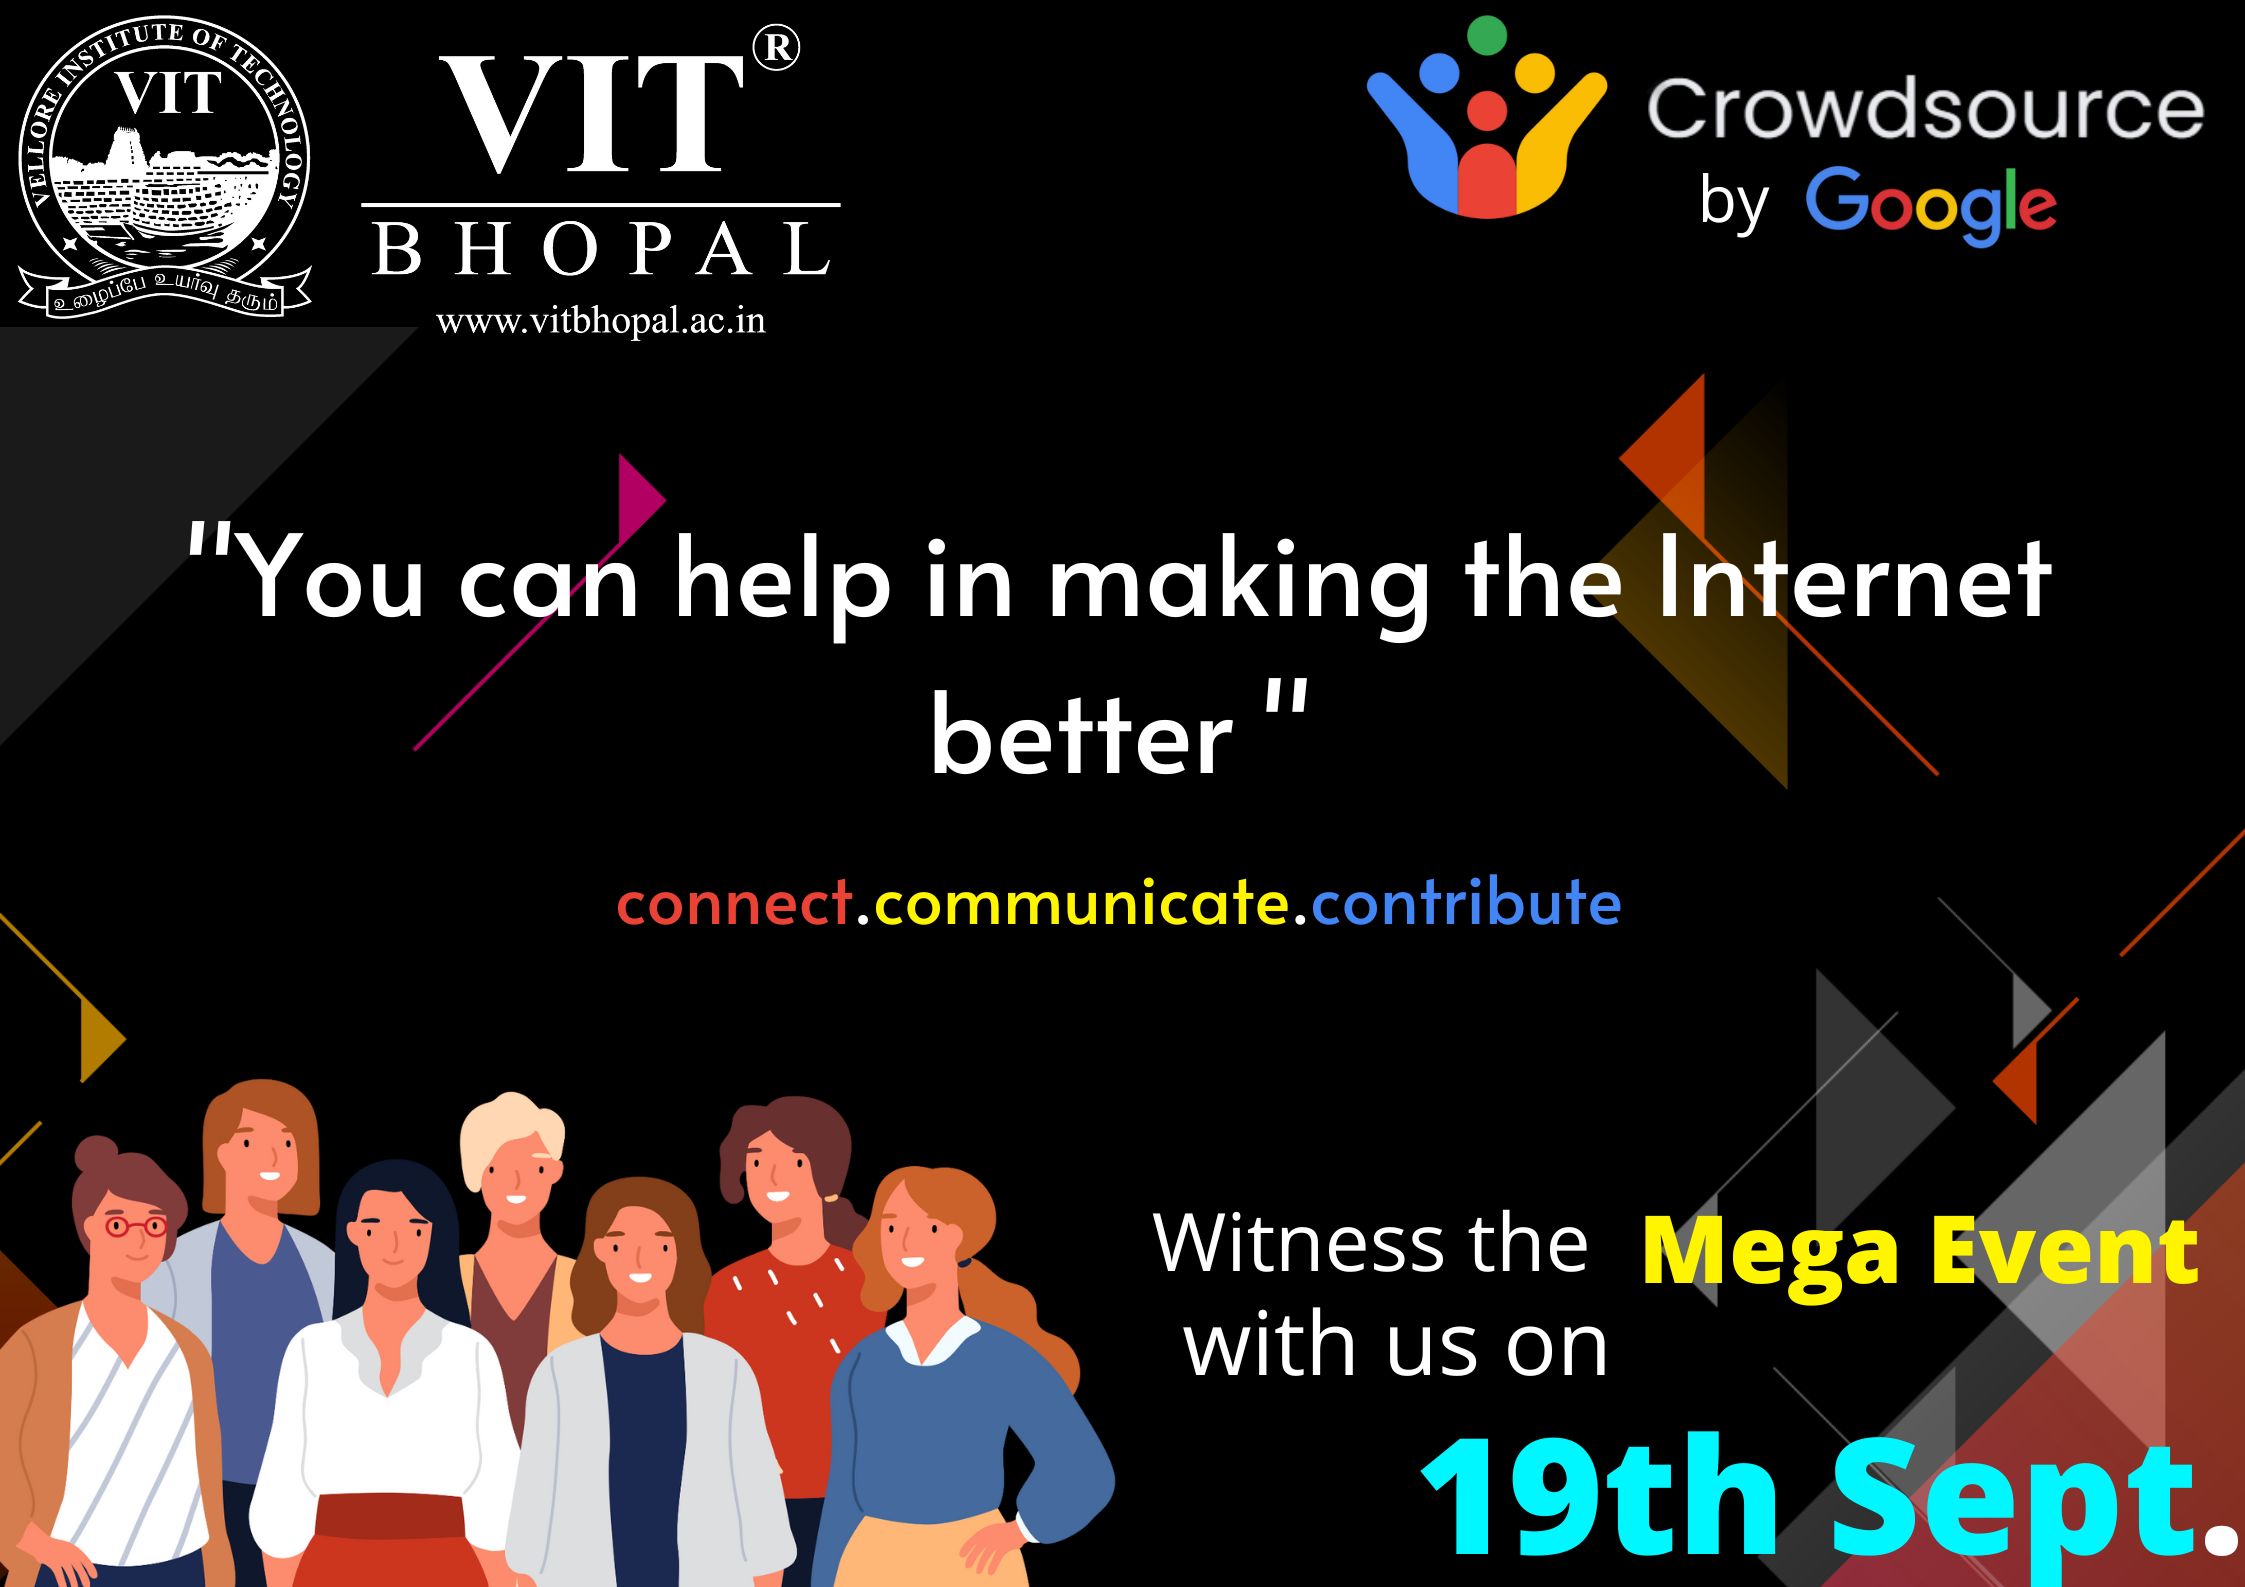 VELLORE INSTITUTE OF TECHNOLOGY
VIT
உழைப்பே உயர்வு தரும்
VIT®
BHOPAL
www.vitbhopal.ac.in
Crowdsource
by Google
"You can help in making the Internet
better "
connect.communicate.contribute
Witness the Mega Event
with us on
19th Sept.